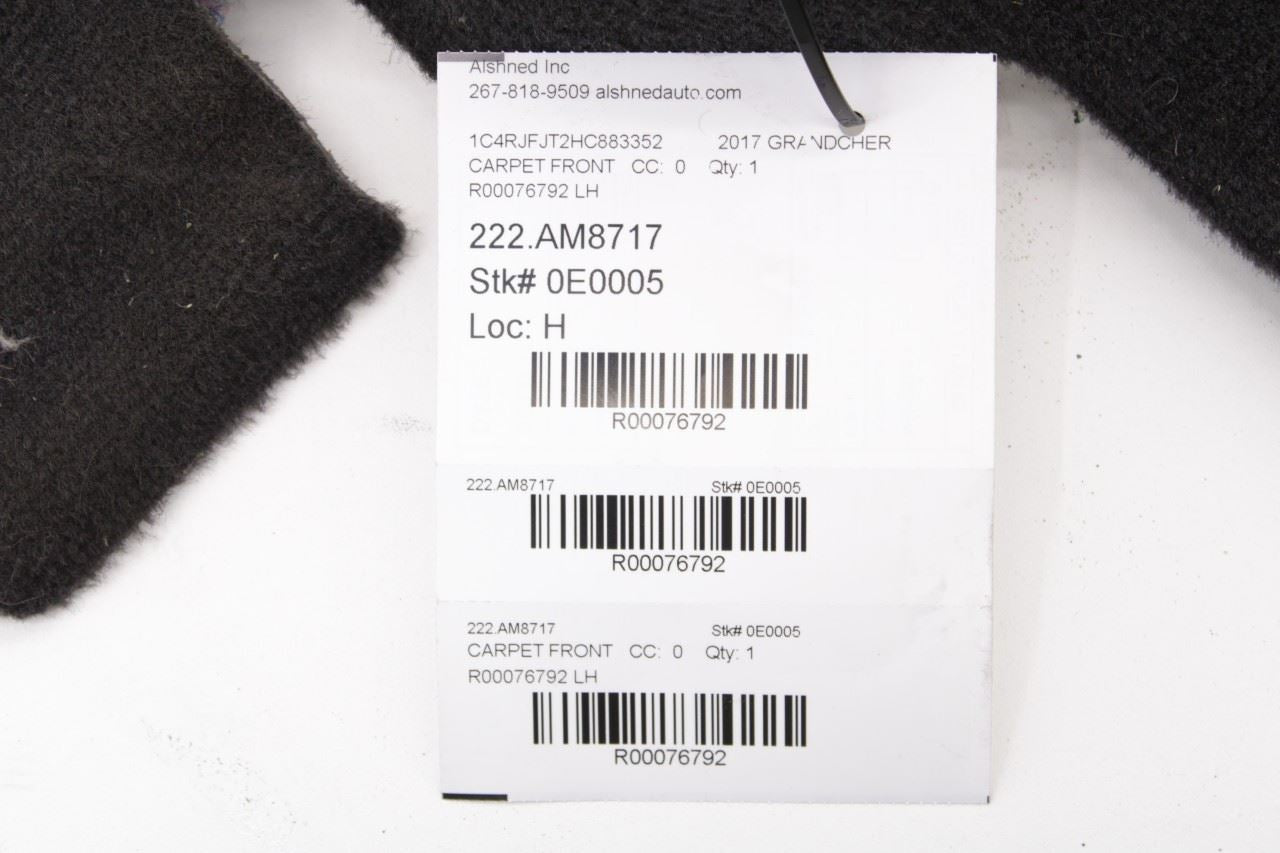 Alshned Inc
267-818-9509 alshnedauto.com
1C4RJFJT2HC883352 2017 GRANDCHER
CARPET FRONT CC: 0 Qty: 1
R00076792 LH
222.AM8717
Stk# 0E0005
Loc: H
R00076792
222.AM8717 Stk# 0E0005
R00076792
222.AM8717 Stk# 0E0005
CARPET FRONT CC: 0 Qty: 1
R00076792 LH
R00076792